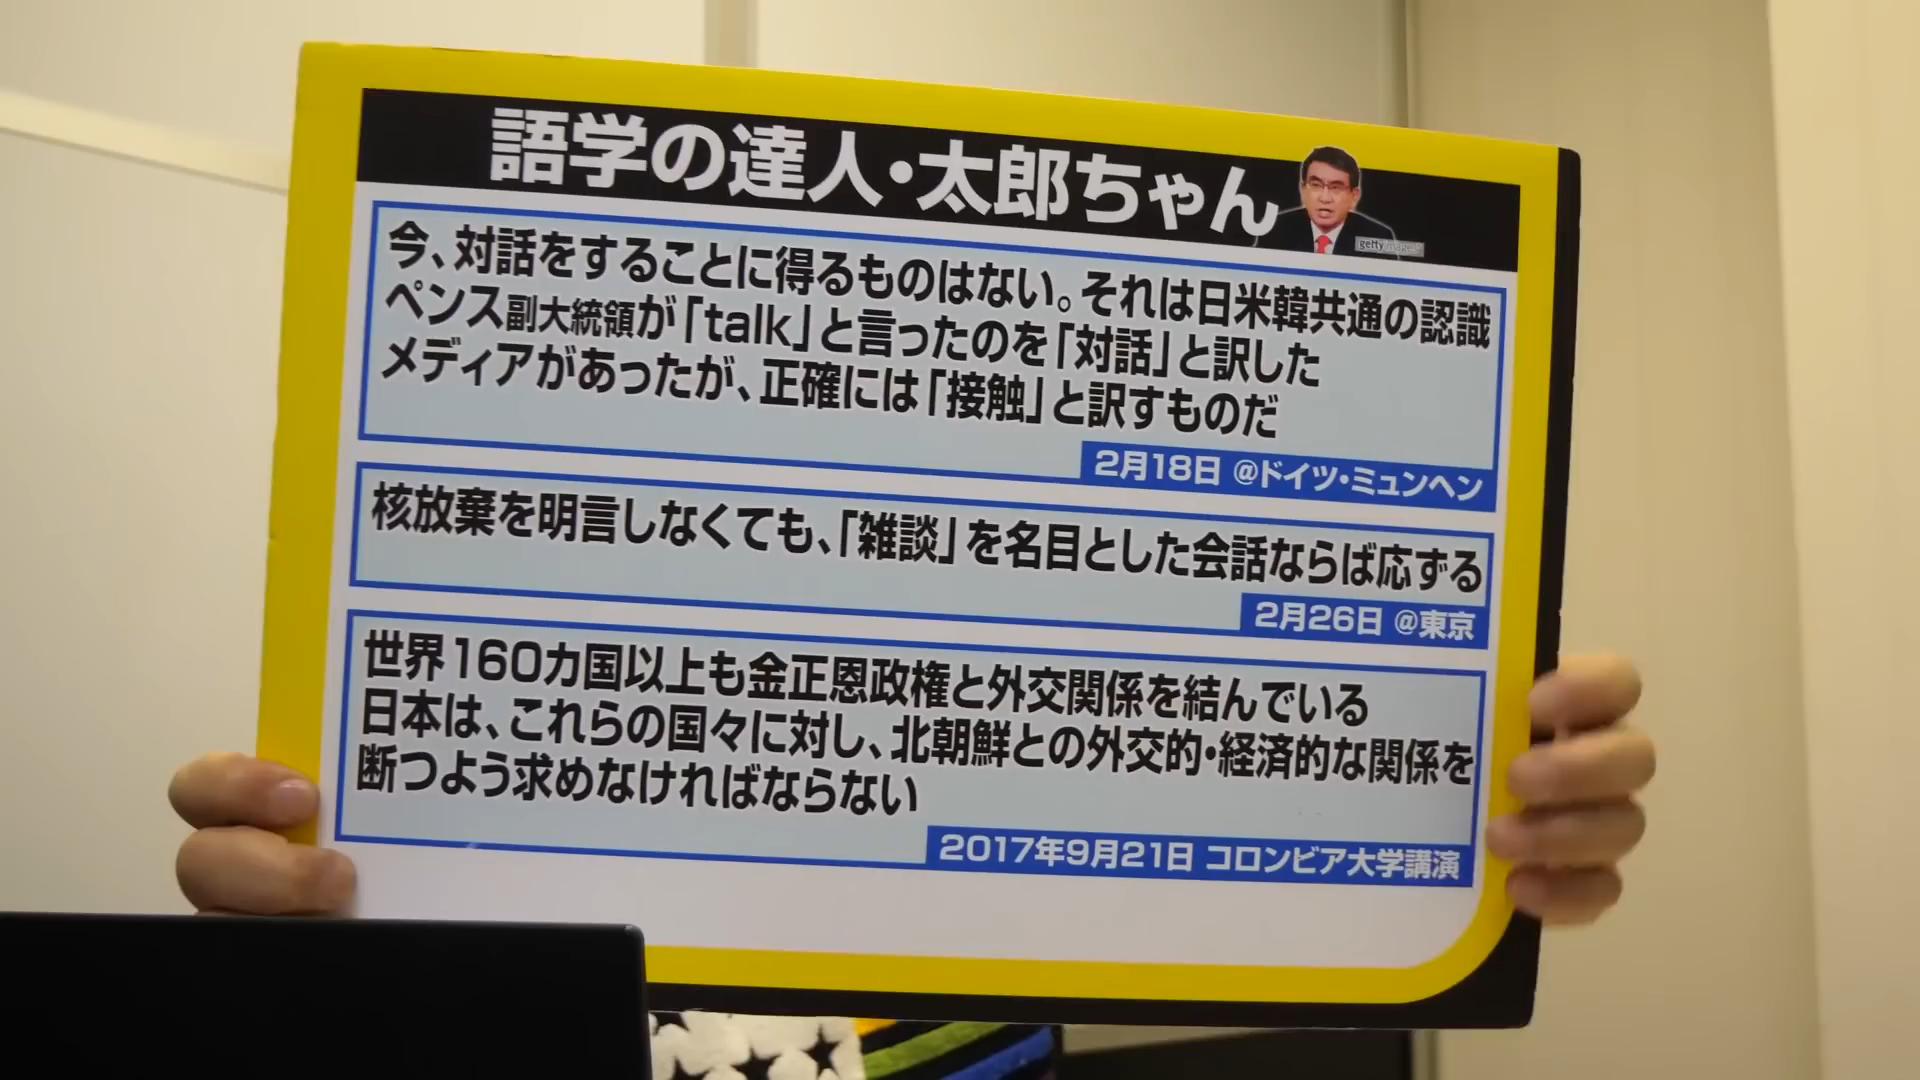 語学の達人・太郎ちゃん
gettyimages
今、対話をすることに得るものはない。それは日米韓共通の認識
ペンス副大統領が「talk」と言ったのを「対話」と訳した
メディアがあったが、正確には「接触」と訳すものだ
2月18日 @ドイツ・ミュンヘン
核放棄を明言しなくても、「雑談」を名目とした会話ならば応ずる
2月26日 @東京
世界160カ国以上も金正恩政権と外交関係を結んでいる
日本は、これらの国々に対し、北朝鮮との外交的・経済的な関係を
断つよう求めなければならない
2017年9月21日 コロンビア大学講演